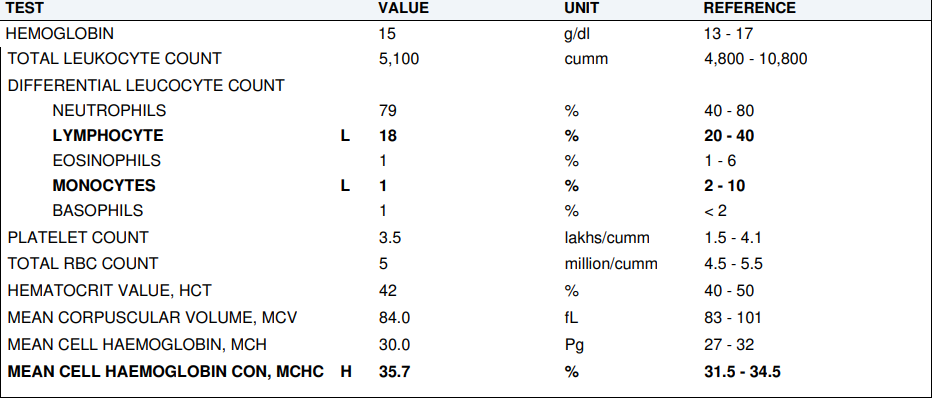 TEST VALUE UNIT REFERENCE
HEMOGLOBIN 15 g/dl 13 - 17
TOTAL LEUKOCYTE COUNT 5,100 cumm 4,800 - 10,800
DIFFERENTIAL LEUCOCYTE COUNT
NEUTROPHILS 79 % 40 - 80
LYMPHOCYTE L 18 % 20 - 40
EOSINOPHILS 1 % 1 - 6
MONOCYTES L 1 % 2 - 10
BASOPHILS 1 % < 2
PLATELET COUNT 3.5 lakhs/cumm 1.5 - 4.1
TOTAL RBC COUNT 5 million/cumm 4.5 - 5.5
HEMATOCRIT VALUE, HCT 42 % 40 - 50
MEAN CORPUSCULAR VOLUME, MCV 84.0 fL 83 - 101
MEAN CELL HAEMOGLOBIN, MCH 30.0 Pg 27 - 32
MEAN CELL HAEMOGLOBIN CON, MCHC H 35.7 % 31.5 - 34.5